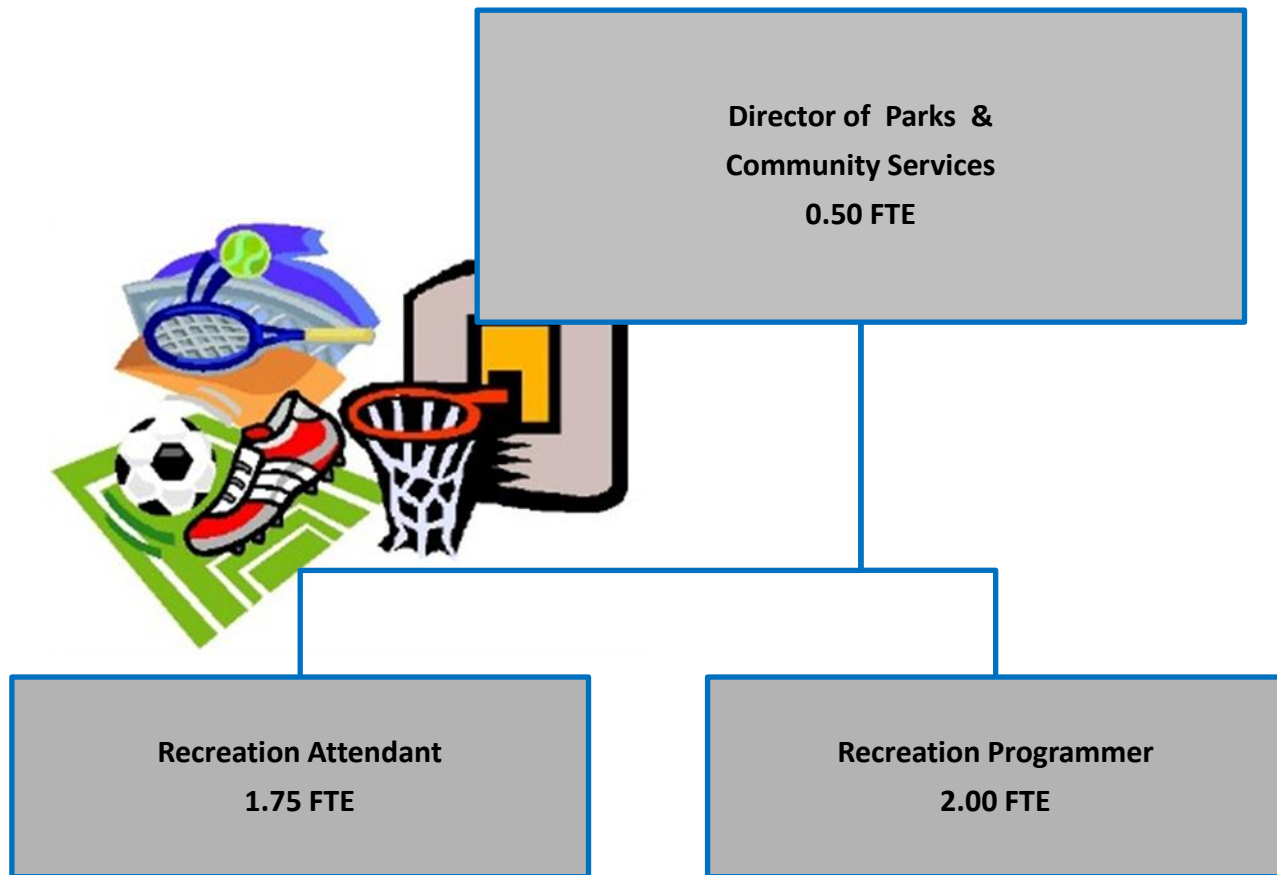 Director of Parks &
Community Services
0.50 FTE
Recreation Attendant
1.75 FTE
Recreation Programmer
2.00 FTE